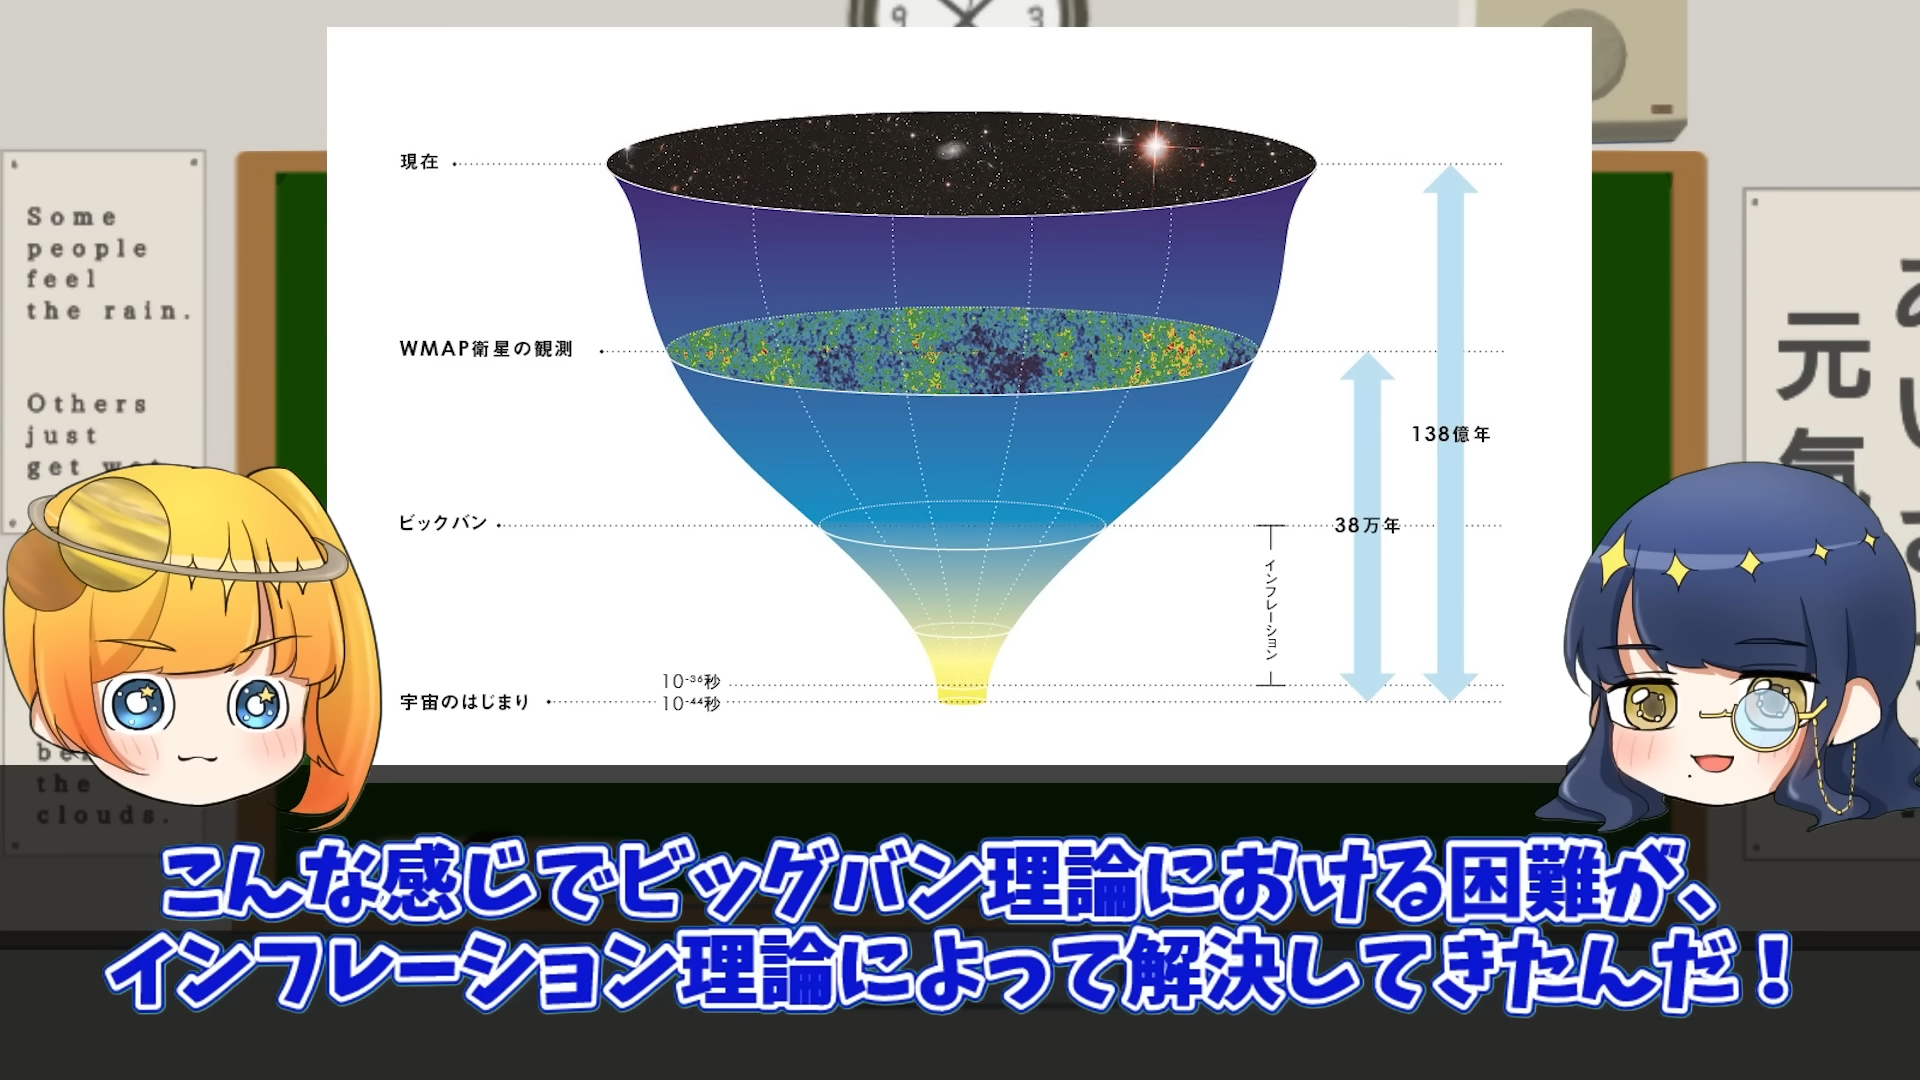 9 3
Some
people
feel
the rain.
Others
just
get wet
the
clouds.
元
気
現在
WMAP衛星の観測
ビックバン
宇宙のはじまり
10⁻³⁶秒
10⁻⁴⁴秒
インフレーション
38万年
138億年
こんな感じでビッグバン理論における困難が、
インフレーション理論によって解決してきたんだ！